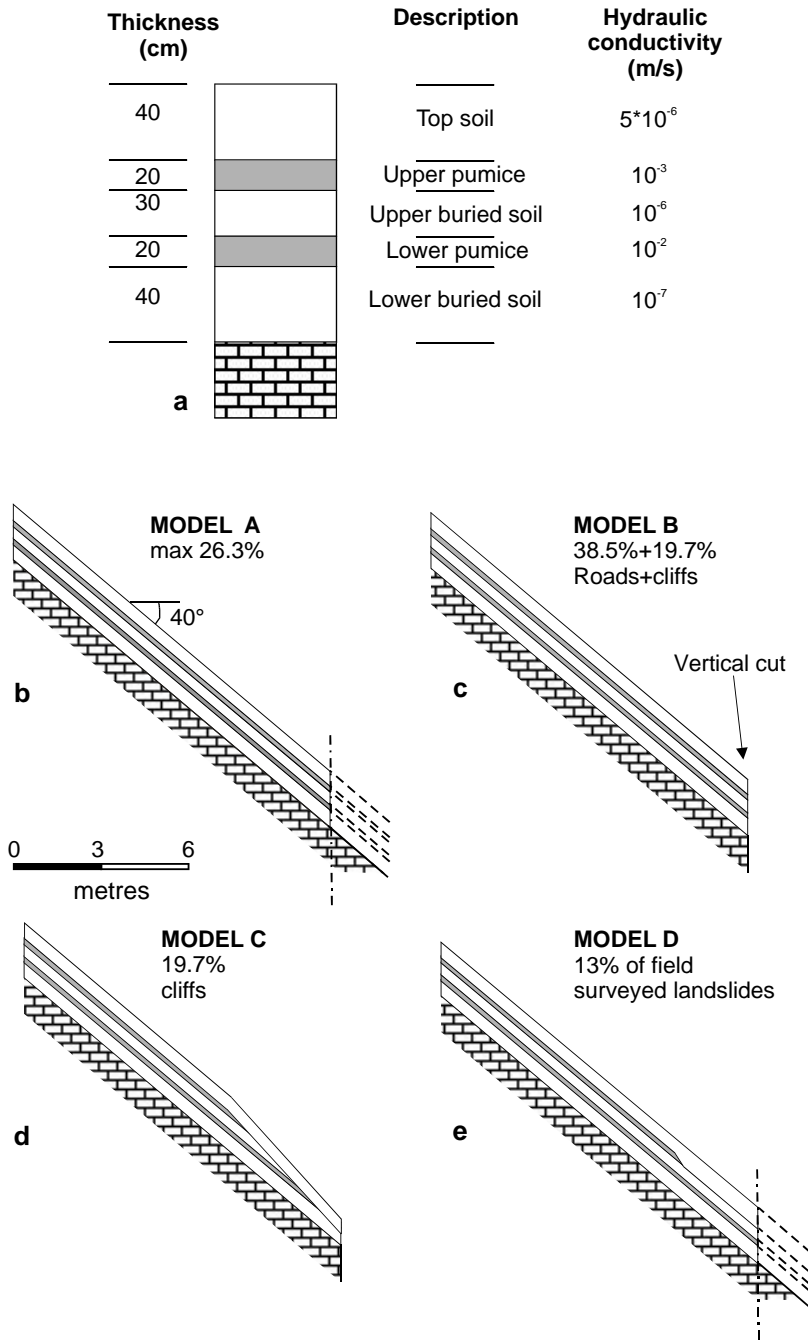 Thickness (cm)
Description
Hydraulic conductivity (m/s)
40 Top soil 5*10⁻⁶
20 Upper pumice 10⁻³
30 Upper buried soil 10⁻⁶
20 Lower pumice 10⁻²
40 Lower buried soil 10⁻⁷
a
MODEL A
max 26.3%
40°
b
MODEL B
38.5%+19.7%
Roads+cliffs
Vertical cut
c
0 3 6
metres
MODEL C
19.7%
cliffs
d
MODEL D
13% of field
surveyed landslides
e